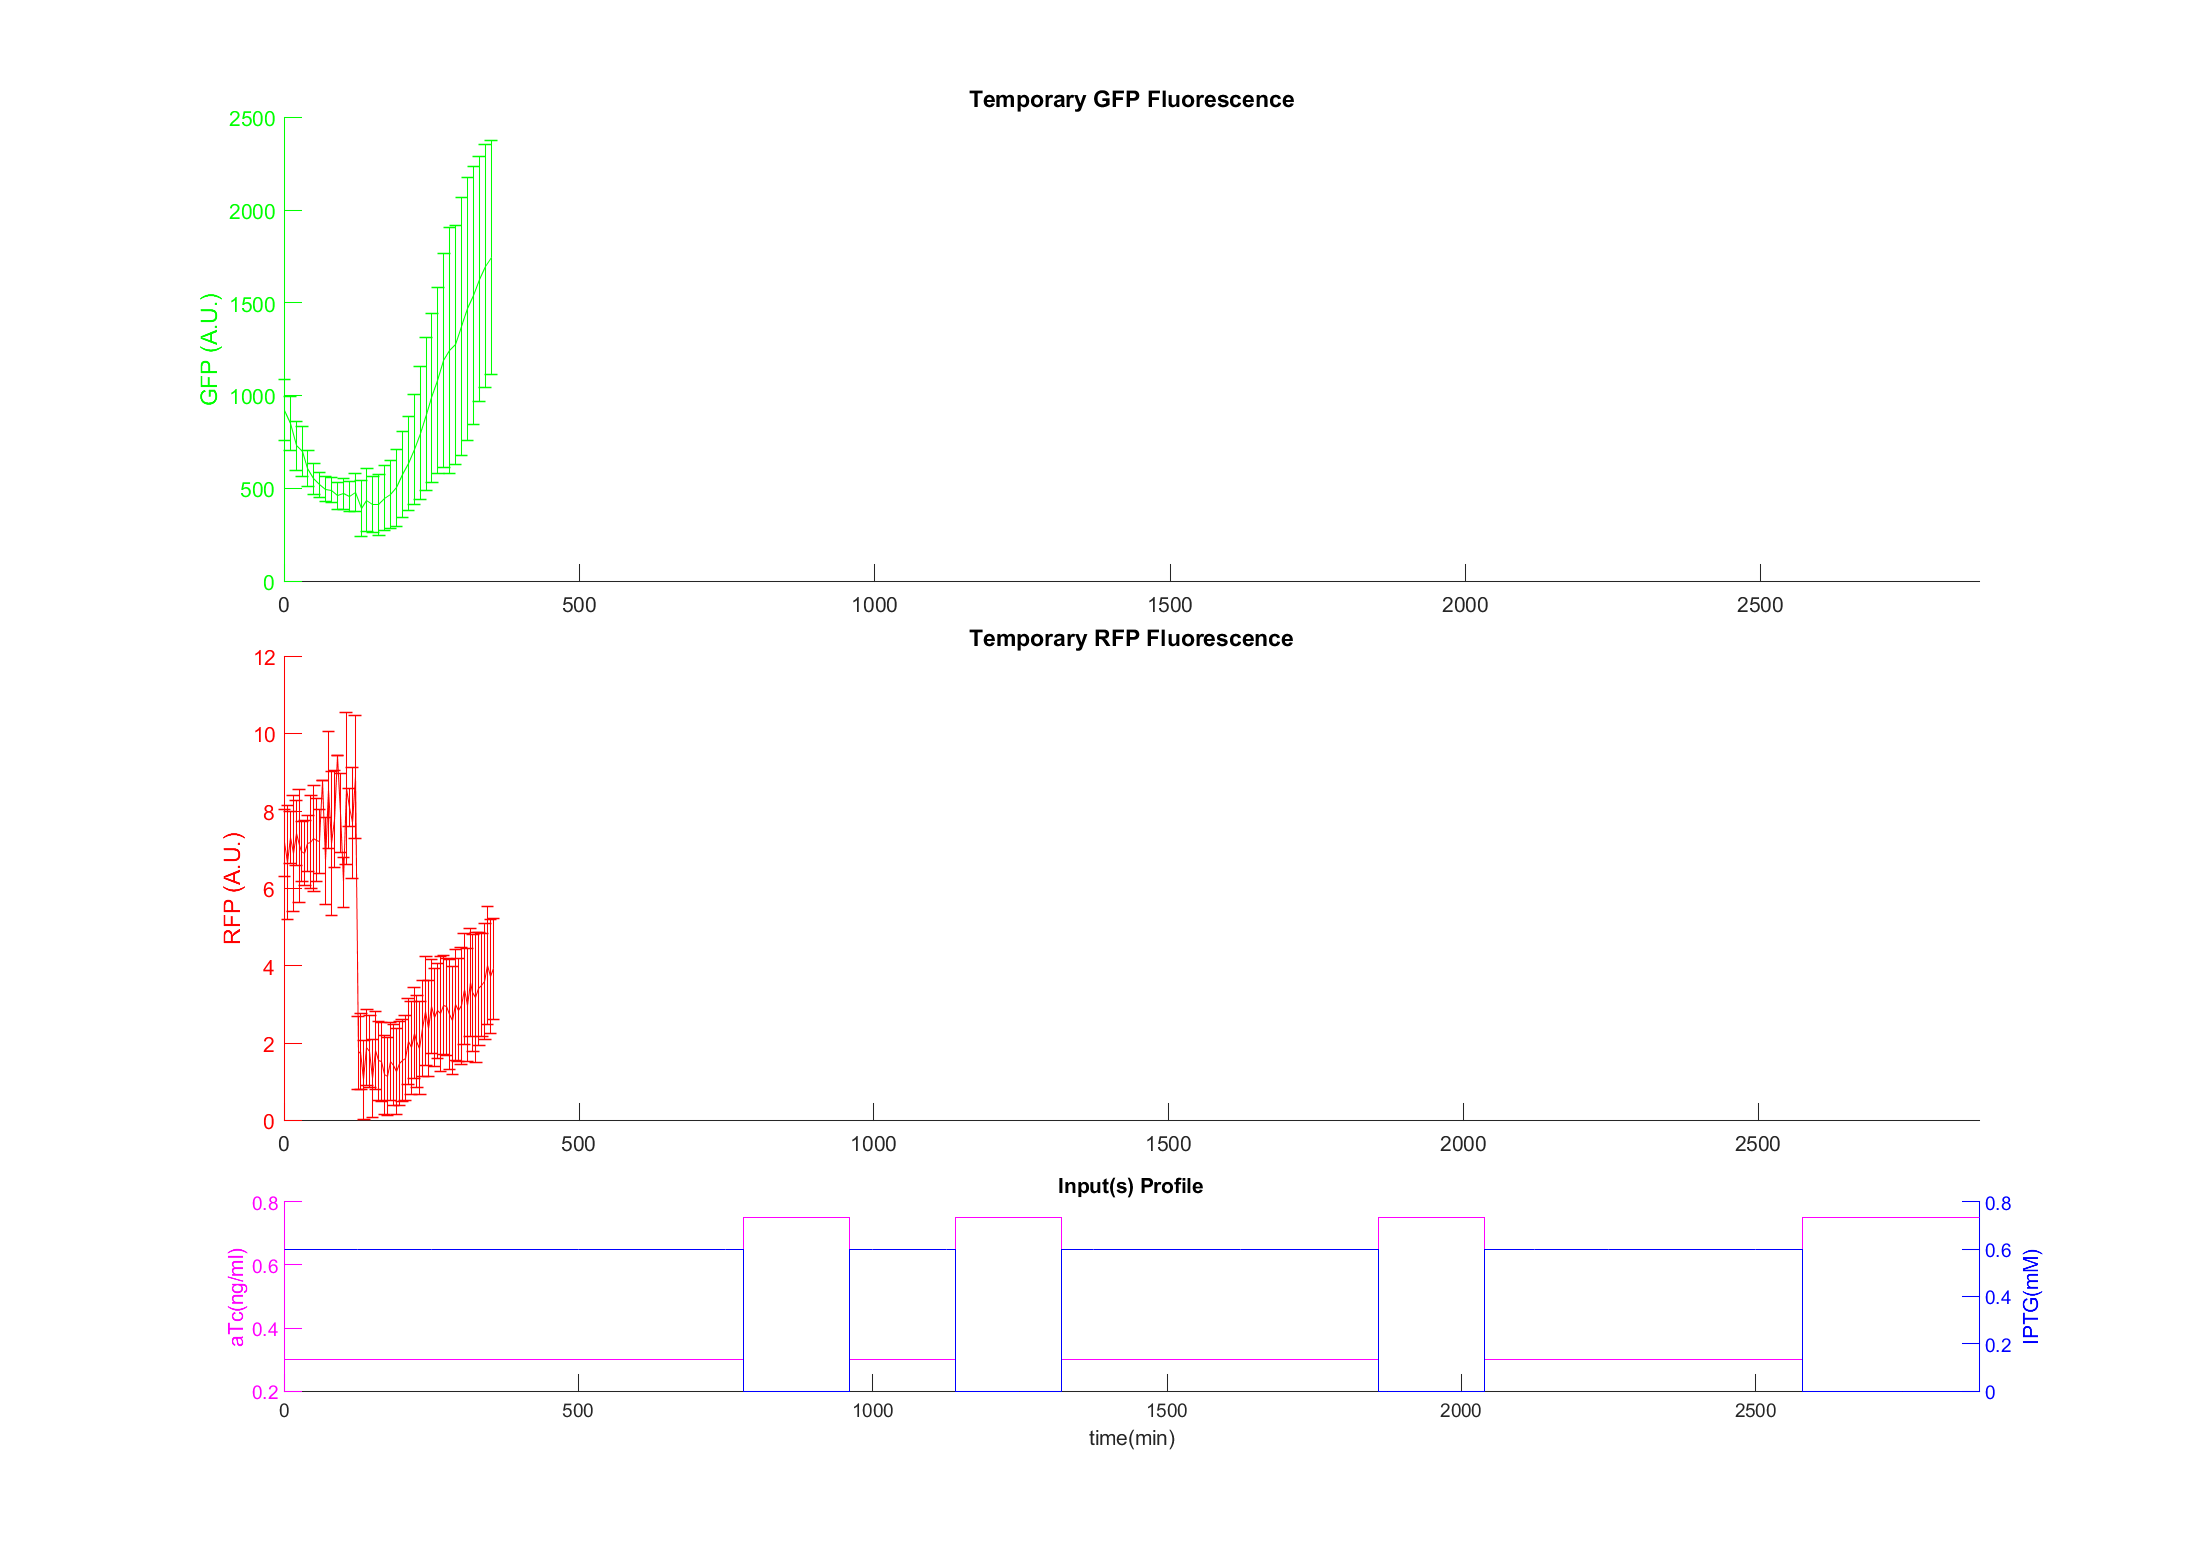 Temporary GFP Fluorescence
GFP (A.U.)
2500
2000
1500
1000
500
0
0 500 1000 1500 2000 2500
Temporary RFP Fluorescence
RFP (A.U.)
12
10
8
6
4
2
0
0 500 1000 1500 2000 2500
Input(s) Profile
aTc(ng/ml)
0.8
0.6
0.4
0.2
0.8
0.6
0.4
0.2
0
IPTG(mM)
0 500 1000 1500 2000 2500
time(min)